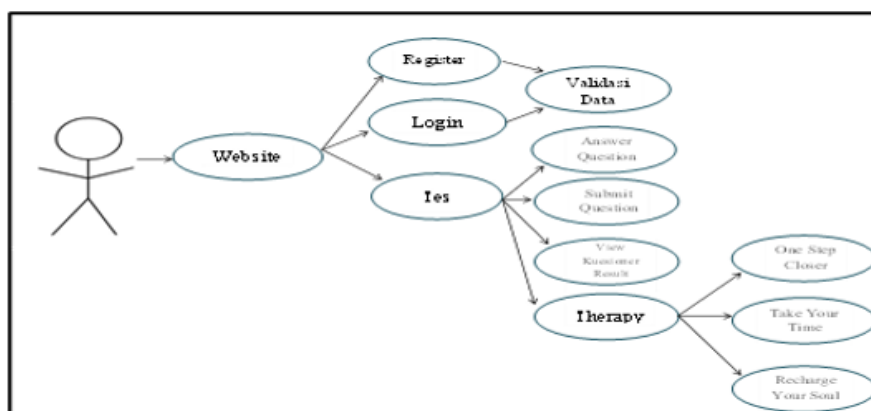 Register
Validasi
Data
Login
Website
Answer
Question
Tes
Submit
Question
View
Kuesioner
Result
One Step
Closer
Therapy
Take Your
Time
Recharge
Your Soul